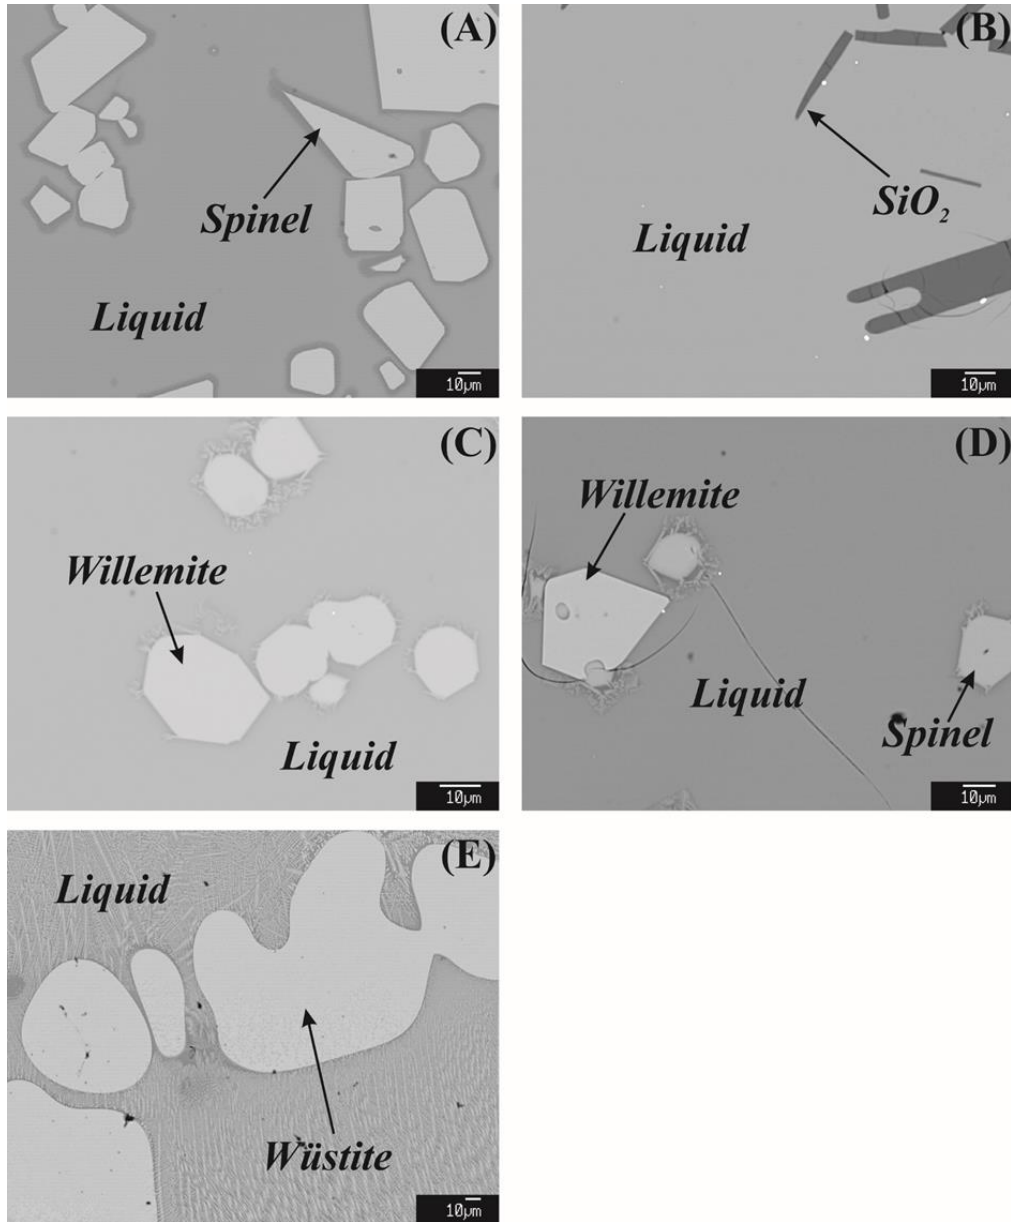 (A)
Spinel
Liquid
10µm
(B)
SiO₂
Liquid
10µm
(C)
Willemite
Liquid
10µm
(D)
Willemite
Liquid
Spinel
10µm
(E)
Liquid
Wüstite
10µm